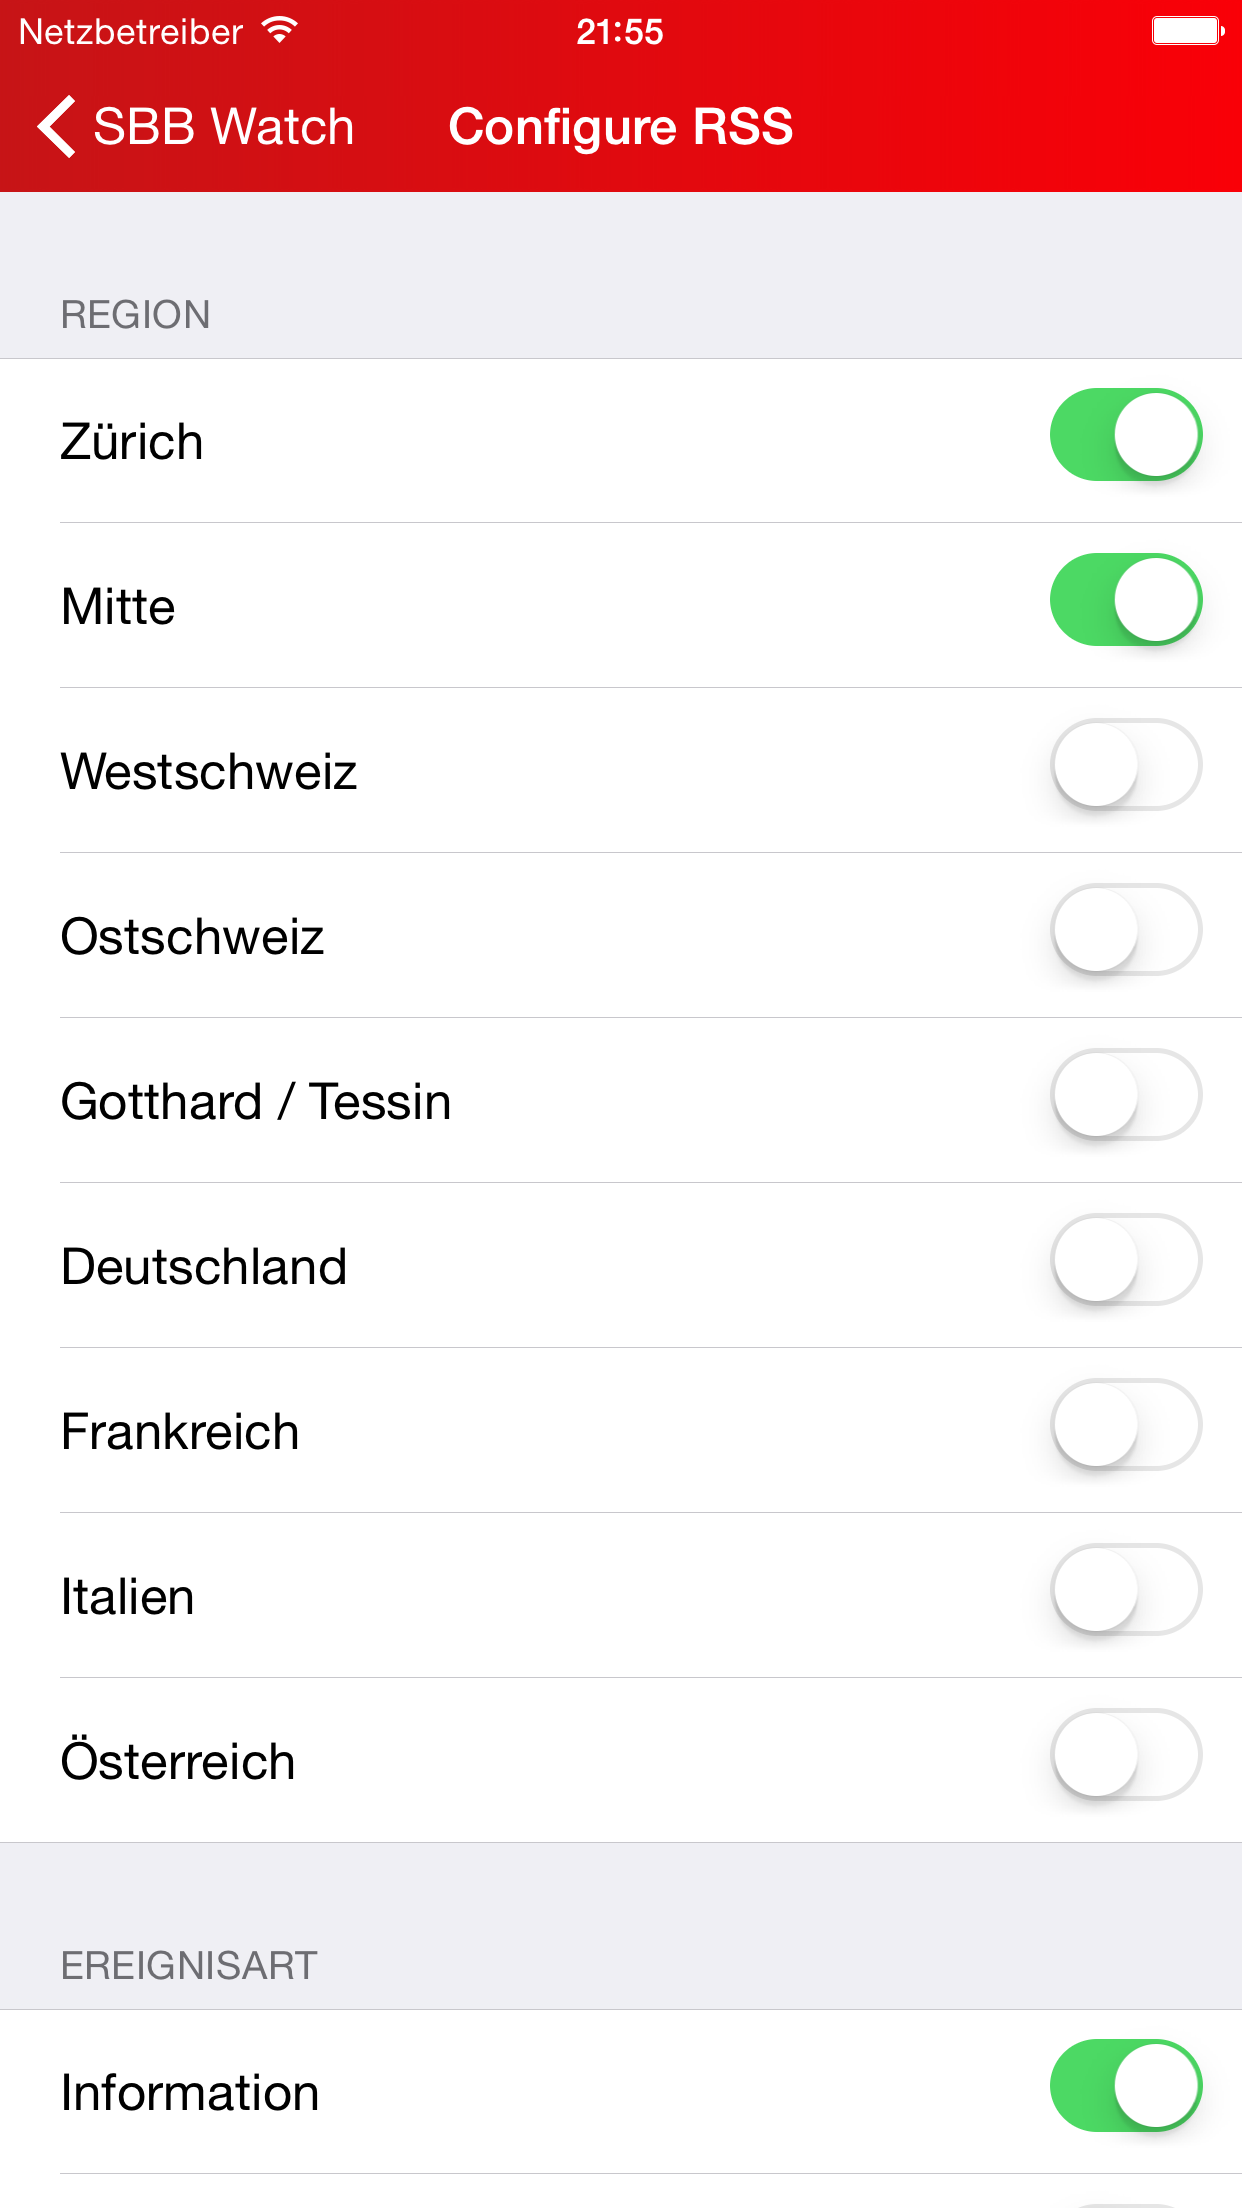 Netzbetreiber 21:55
SBB Watch Configure RSS
REGION
Zürich
Mitte
Westschweiz
Ostschweiz
Gotthard / Tessin
Deutschland
Frankreich
Italien
Österreich
EREIGNISART
Information